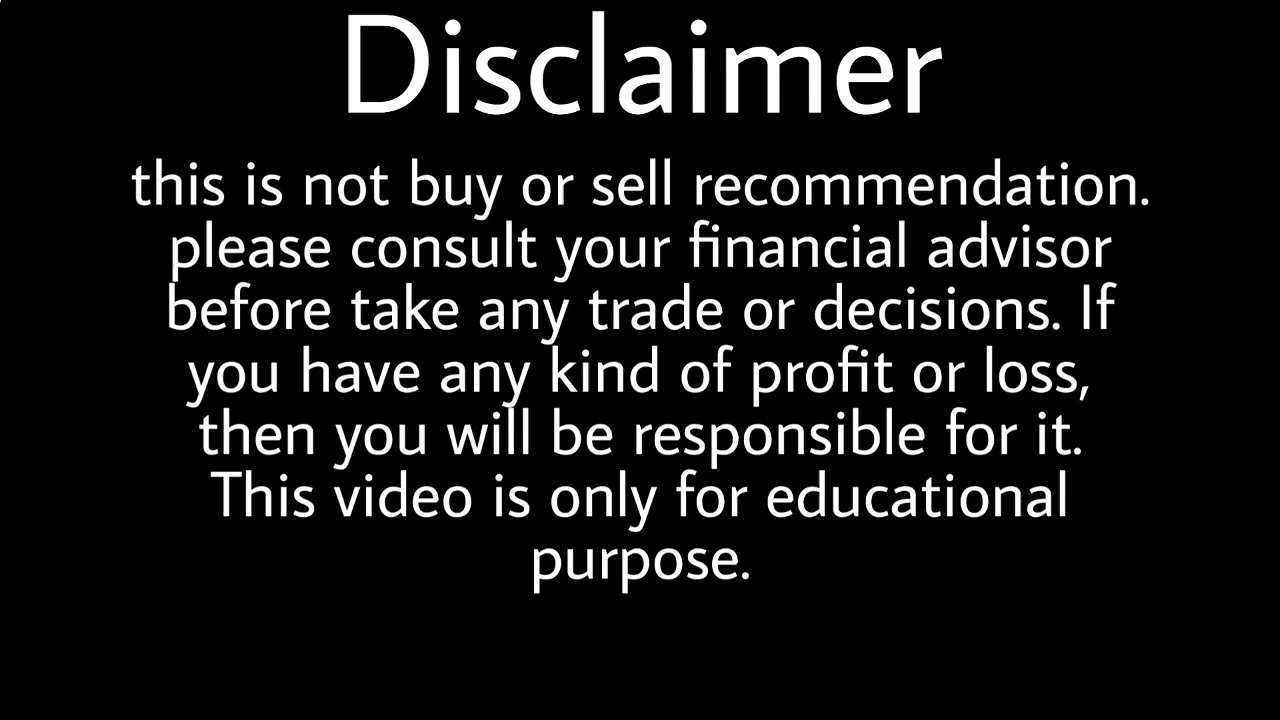 Disclaimer
this is not buy or sell recommendation.
please consult your financial advisor
before take any trade or decisions. If
you have any kind of profit or loss,
then you will be responsible for it.
This video is only for educational
purpose.